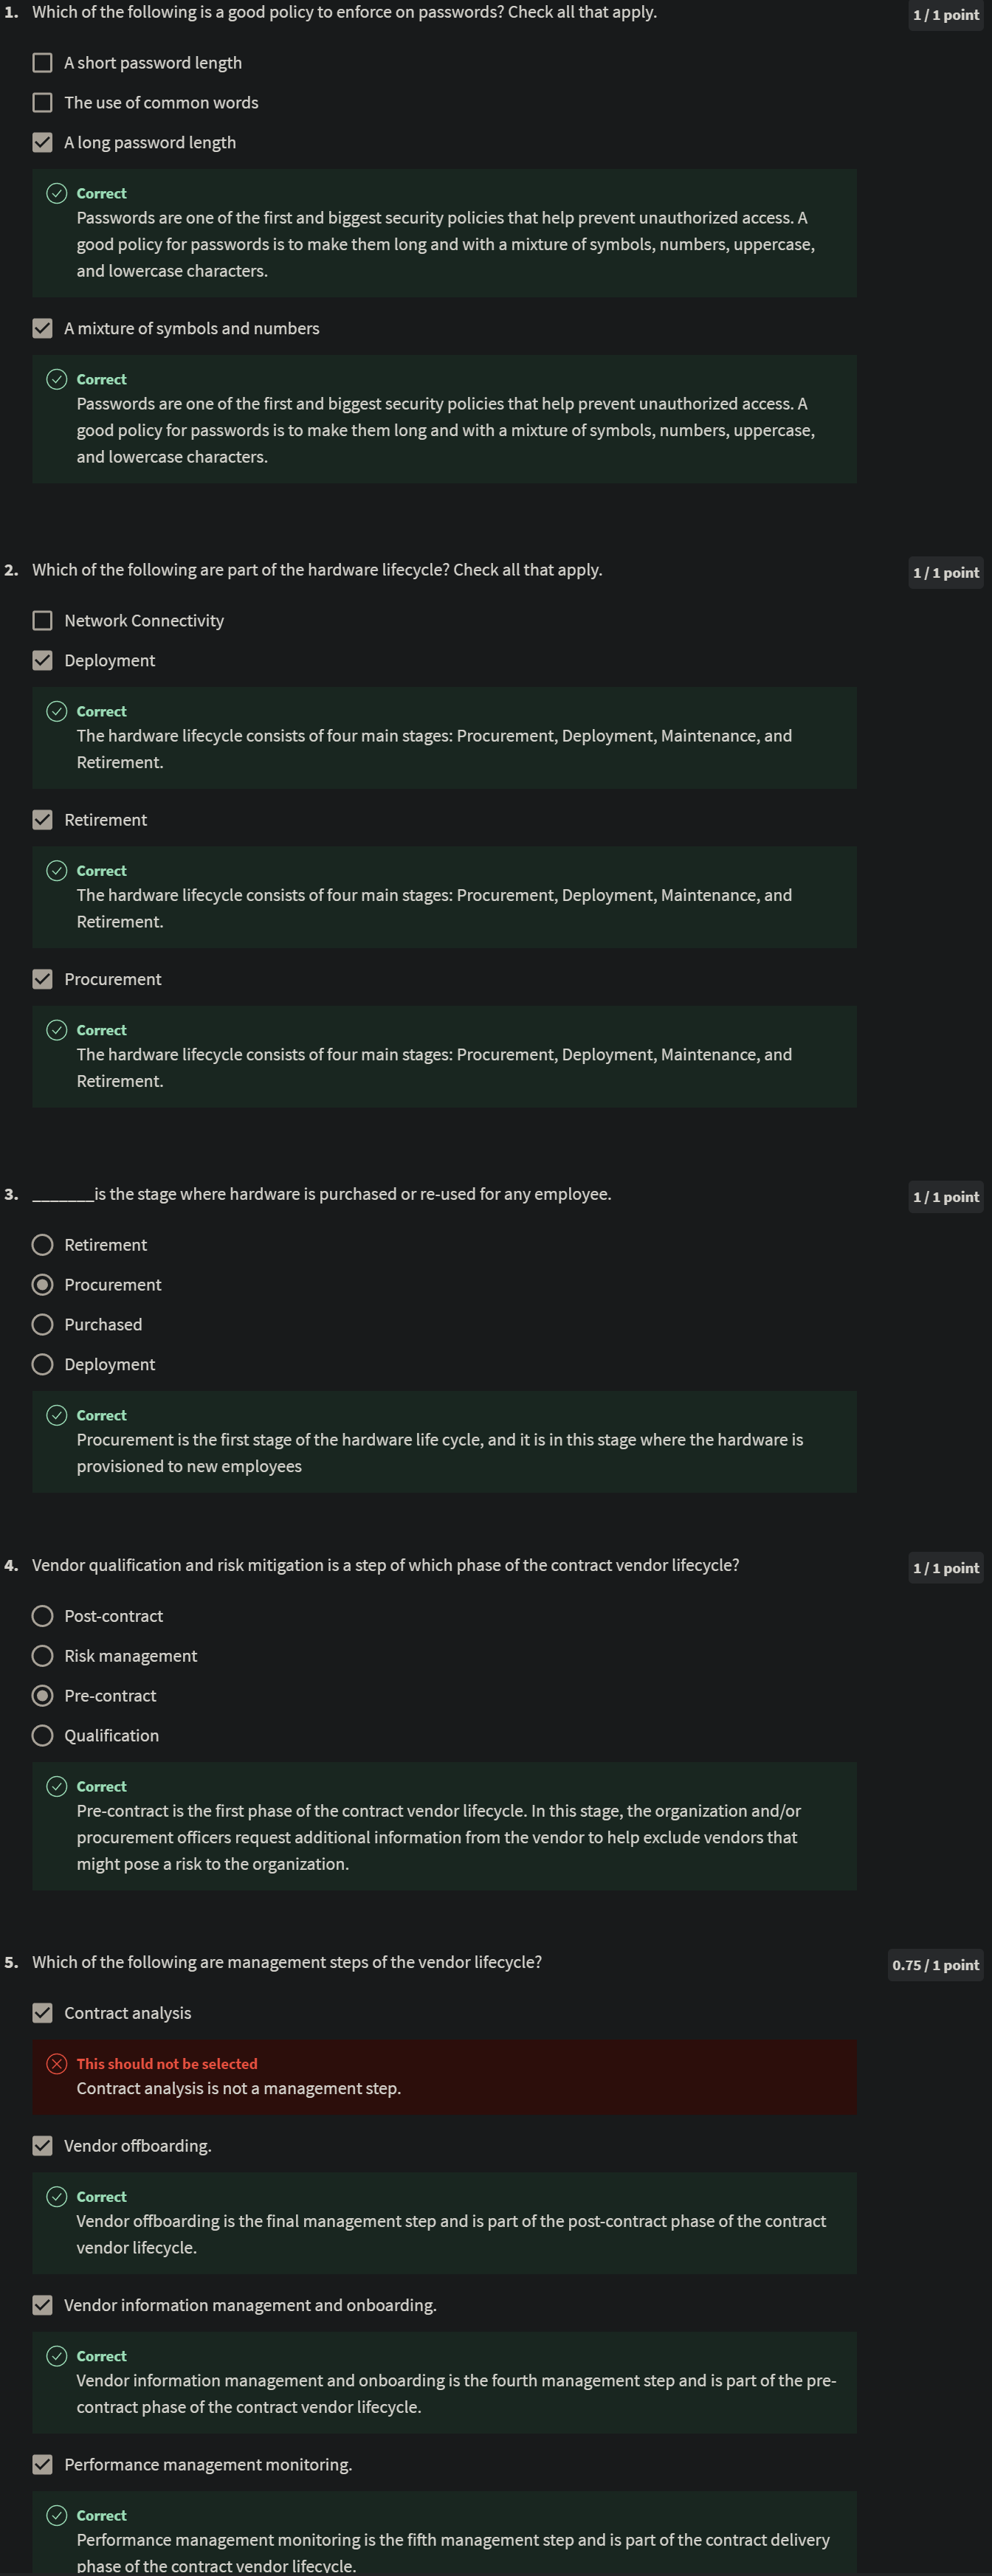 1. Which of the following is a good policy to enforce on passwords? Check all that apply.
1 / 1 point
A short password length
The use of common words
A long password length
Correct
Passwords are one of the first and biggest security policies that help prevent unauthorized access. A
good policy for passwords is to make them long and with a mixture of symbols, numbers, uppercase,
and lowercase characters.
A mixture of symbols and numbers
Correct
Passwords are one of the first and biggest security policies that help prevent unauthorized access. A
good policy for passwords is to make them long and with a mixture of symbols, numbers, uppercase,
and lowercase characters.
2. Which of the following are part of the hardware lifecycle? Check all that apply.
1 / 1 point
Network Connectivity
Deployment
Correct
The hardware lifecycle consists of four main stages: Procurement, Deployment, Maintenance, and
Retirement.
Retirement
Correct
The hardware lifecycle consists of four main stages: Procurement, Deployment, Maintenance, and
Retirement.
Procurement
Correct
The hardware lifecycle consists of four main stages: Procurement, Deployment, Maintenance, and
Retirement.
3. _______is the stage where hardware is purchased or re-used for any employee.
1 / 1 point
Retirement
Procurement
Purchased
Deployment
Correct
Procurement is the first stage of the hardware life cycle, and it is in this stage where the hardware is
provisioned to new employees
4. Vendor qualification and risk mitigation is a step of which phase of the contract vendor lifecycle?
1 / 1 point
Post-contract
Risk management
Pre-contract
Qualification
Correct
Pre-contract is the first phase of the contract vendor lifecycle. In this stage, the organization and/or
procurement officers request additional information from the vendor to help exclude vendors that
might pose a risk to the organization.
5. Which of the following are management steps of the vendor lifecycle?
0.75 / 1 point
Contract analysis
This should not be selected
Contract analysis is not a management step.
Vendor offboarding.
Correct
Vendor offboarding is the final management step and is part of the post-contract phase of the contract
vendor lifecycle.
Vendor information management and onboarding.
Correct
Vendor information management and onboarding is the fourth management step and is part of the pre-
contract phase of the contract vendor lifecycle.
Performance management monitoring.
Correct
Performance management monitoring is the fifth management step and is part of the contract delivery
phase of the contract vendor lifecycle.